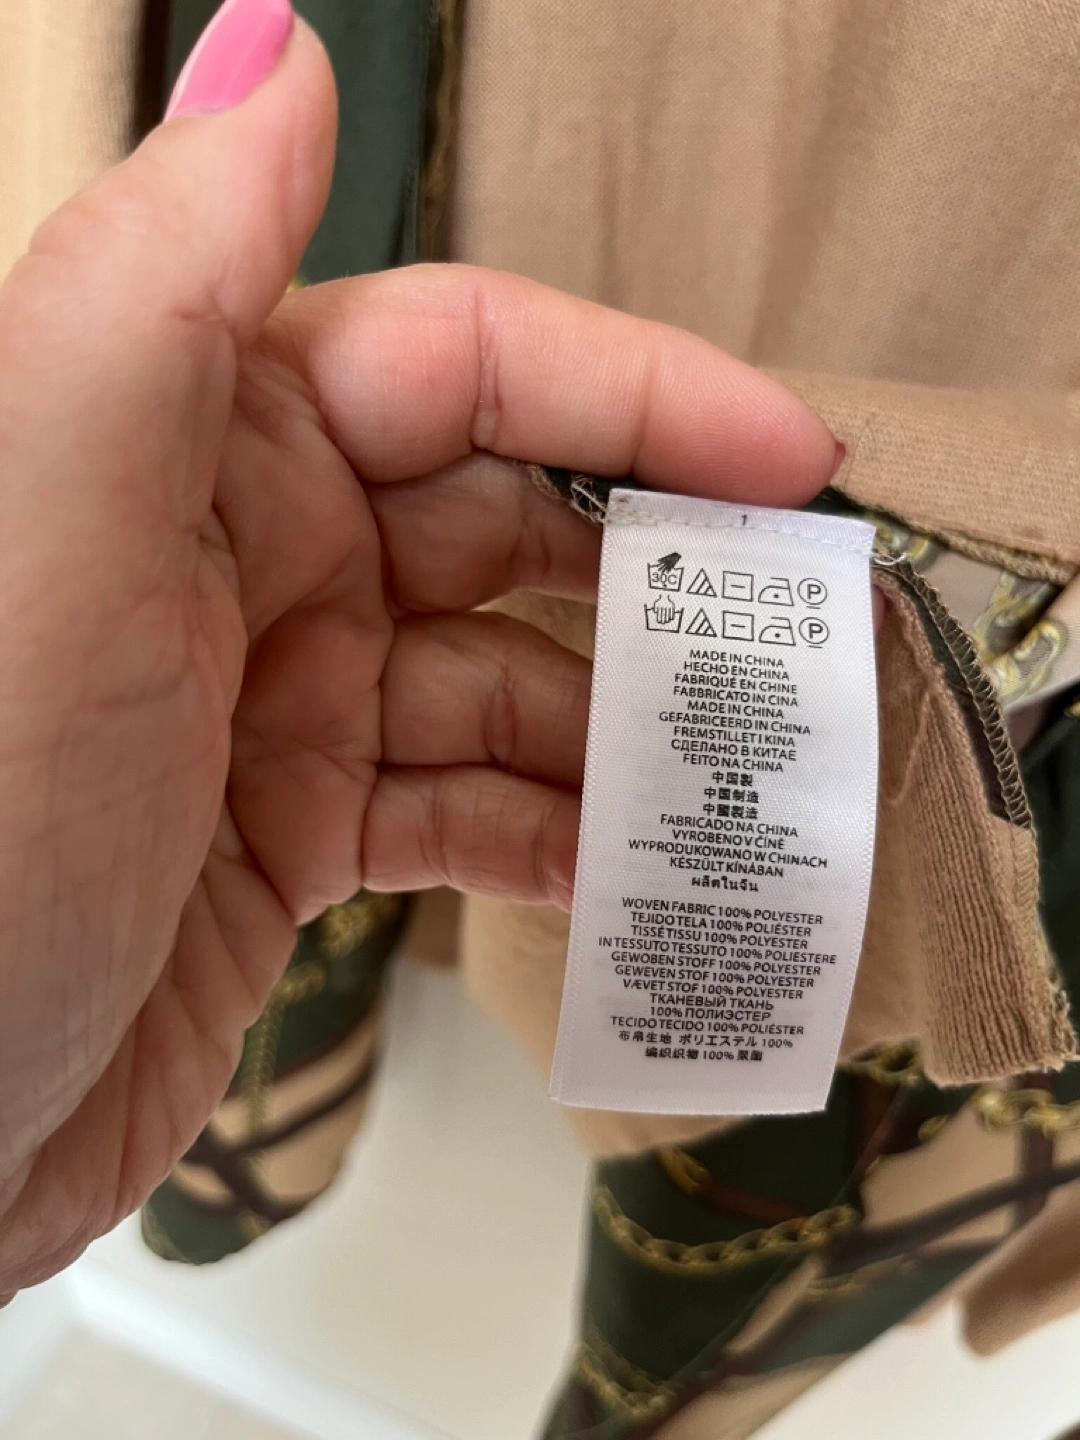 1
30C
P
P
MADE IN CHINA
HECHO EN CHINA
FABRIQUÉ EN CHINE
FABBRICATO IN CINA
MADE IN CHINA
GEFABRICEERD IN CHINA
FREMSTILLET I KINA
СДЕЛАНО В КИТАЕ
FEITO NA CHINA
中国製
中国制造
中國製造
FABRICADO NA CHINA
VYROBENO V ČÍNĚ
WYPRODUKOWANO W CHINACH
KÉSZÜLT KÍNÁBAN
ผลิตในจีน
WOVEN FABRIC 100% POLYESTER
TEJIDO TELA 100% POLIÉSTER
TISSÉ TISSU 100% POLYESTER
IN TESSUTO TESSUTO 100% POLIESTERE
GEWOBEN STOFF 100% POLYESTER
GEWEVEN STOF 100% POLYESTER
VÆVET STOF 100% POLYESTER
ТКАНЕВЫЙ ТКАНЬ
100% ПОЛИЭСТЕР
TECIDO TECIDO 100% POLIÉSTER
布帛生地 ポリエステル 100%
编织织物 100% 聚酯